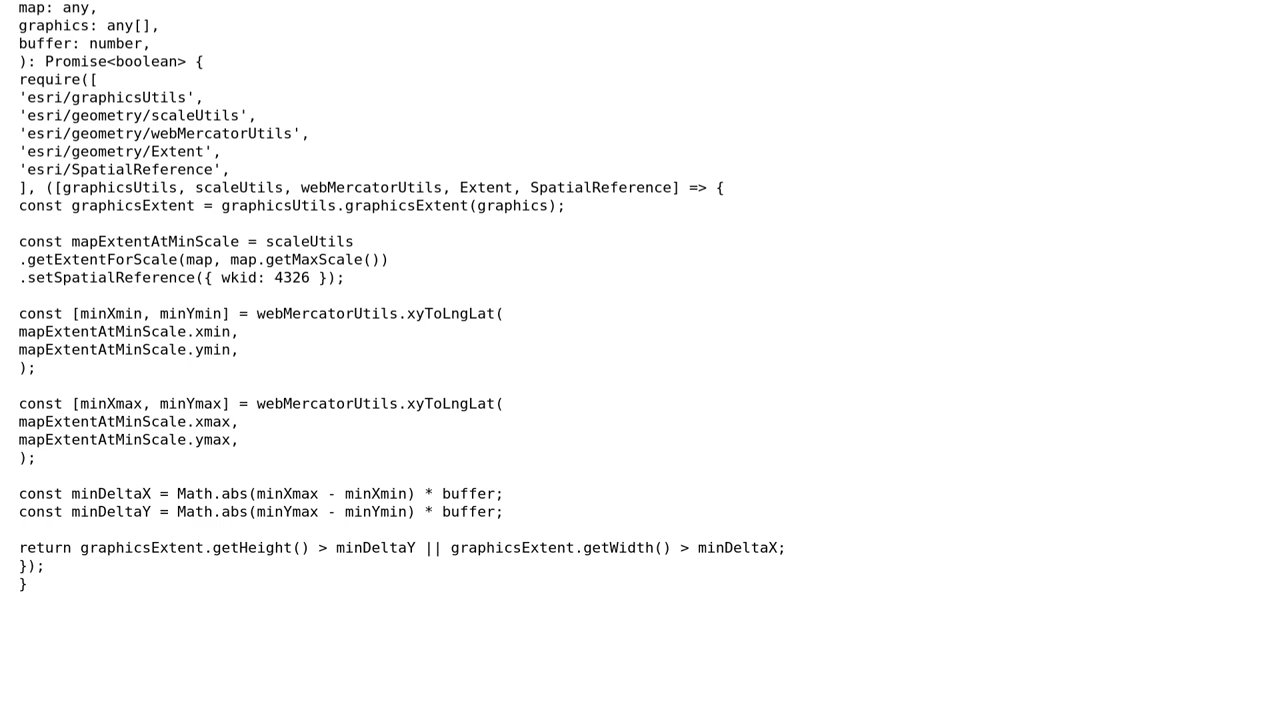 map: any,
graphics: any[],
buffer: number,
): Promise<boolean> {
require([
'esri/graphicsUtils',
'esri/geometry/scaleUtils',
'esri/geometry/webMercatorUtils',
'esri/geometry/Extent',
'esri/SpatialReference',
], ([graphicsUtils, scaleUtils, webMercatorUtils, Extent, SpatialReference] => {
const graphicsExtent = graphicsUtils.graphicsExtent(graphics);

const mapExtentAtMinScale = scaleUtils
.getExtentForScale(map, map.getMaxScale())
.setSpatialReference({ wkid: 4326 });

const [minXmin, minYmin] = webMercatorUtils.xyToLngLat(
mapExtentAtMinScale.xmin,
mapExtentAtMinScale.ymin,
);

const [minXmax, minYmax] = webMercatorUtils.xyToLngLat(
mapExtentAtMinScale.xmax,
mapExtentAtMinScale.ymax,
);

const minDeltaX = Math.abs(minXmax - minXmin) * buffer;
const minDeltaY = Math.abs(minYmax - minYmin) * buffer;

return graphicsExtent.getHeight() > minDeltaY || graphicsExtent.getWidth() > minDeltaX;
});
}